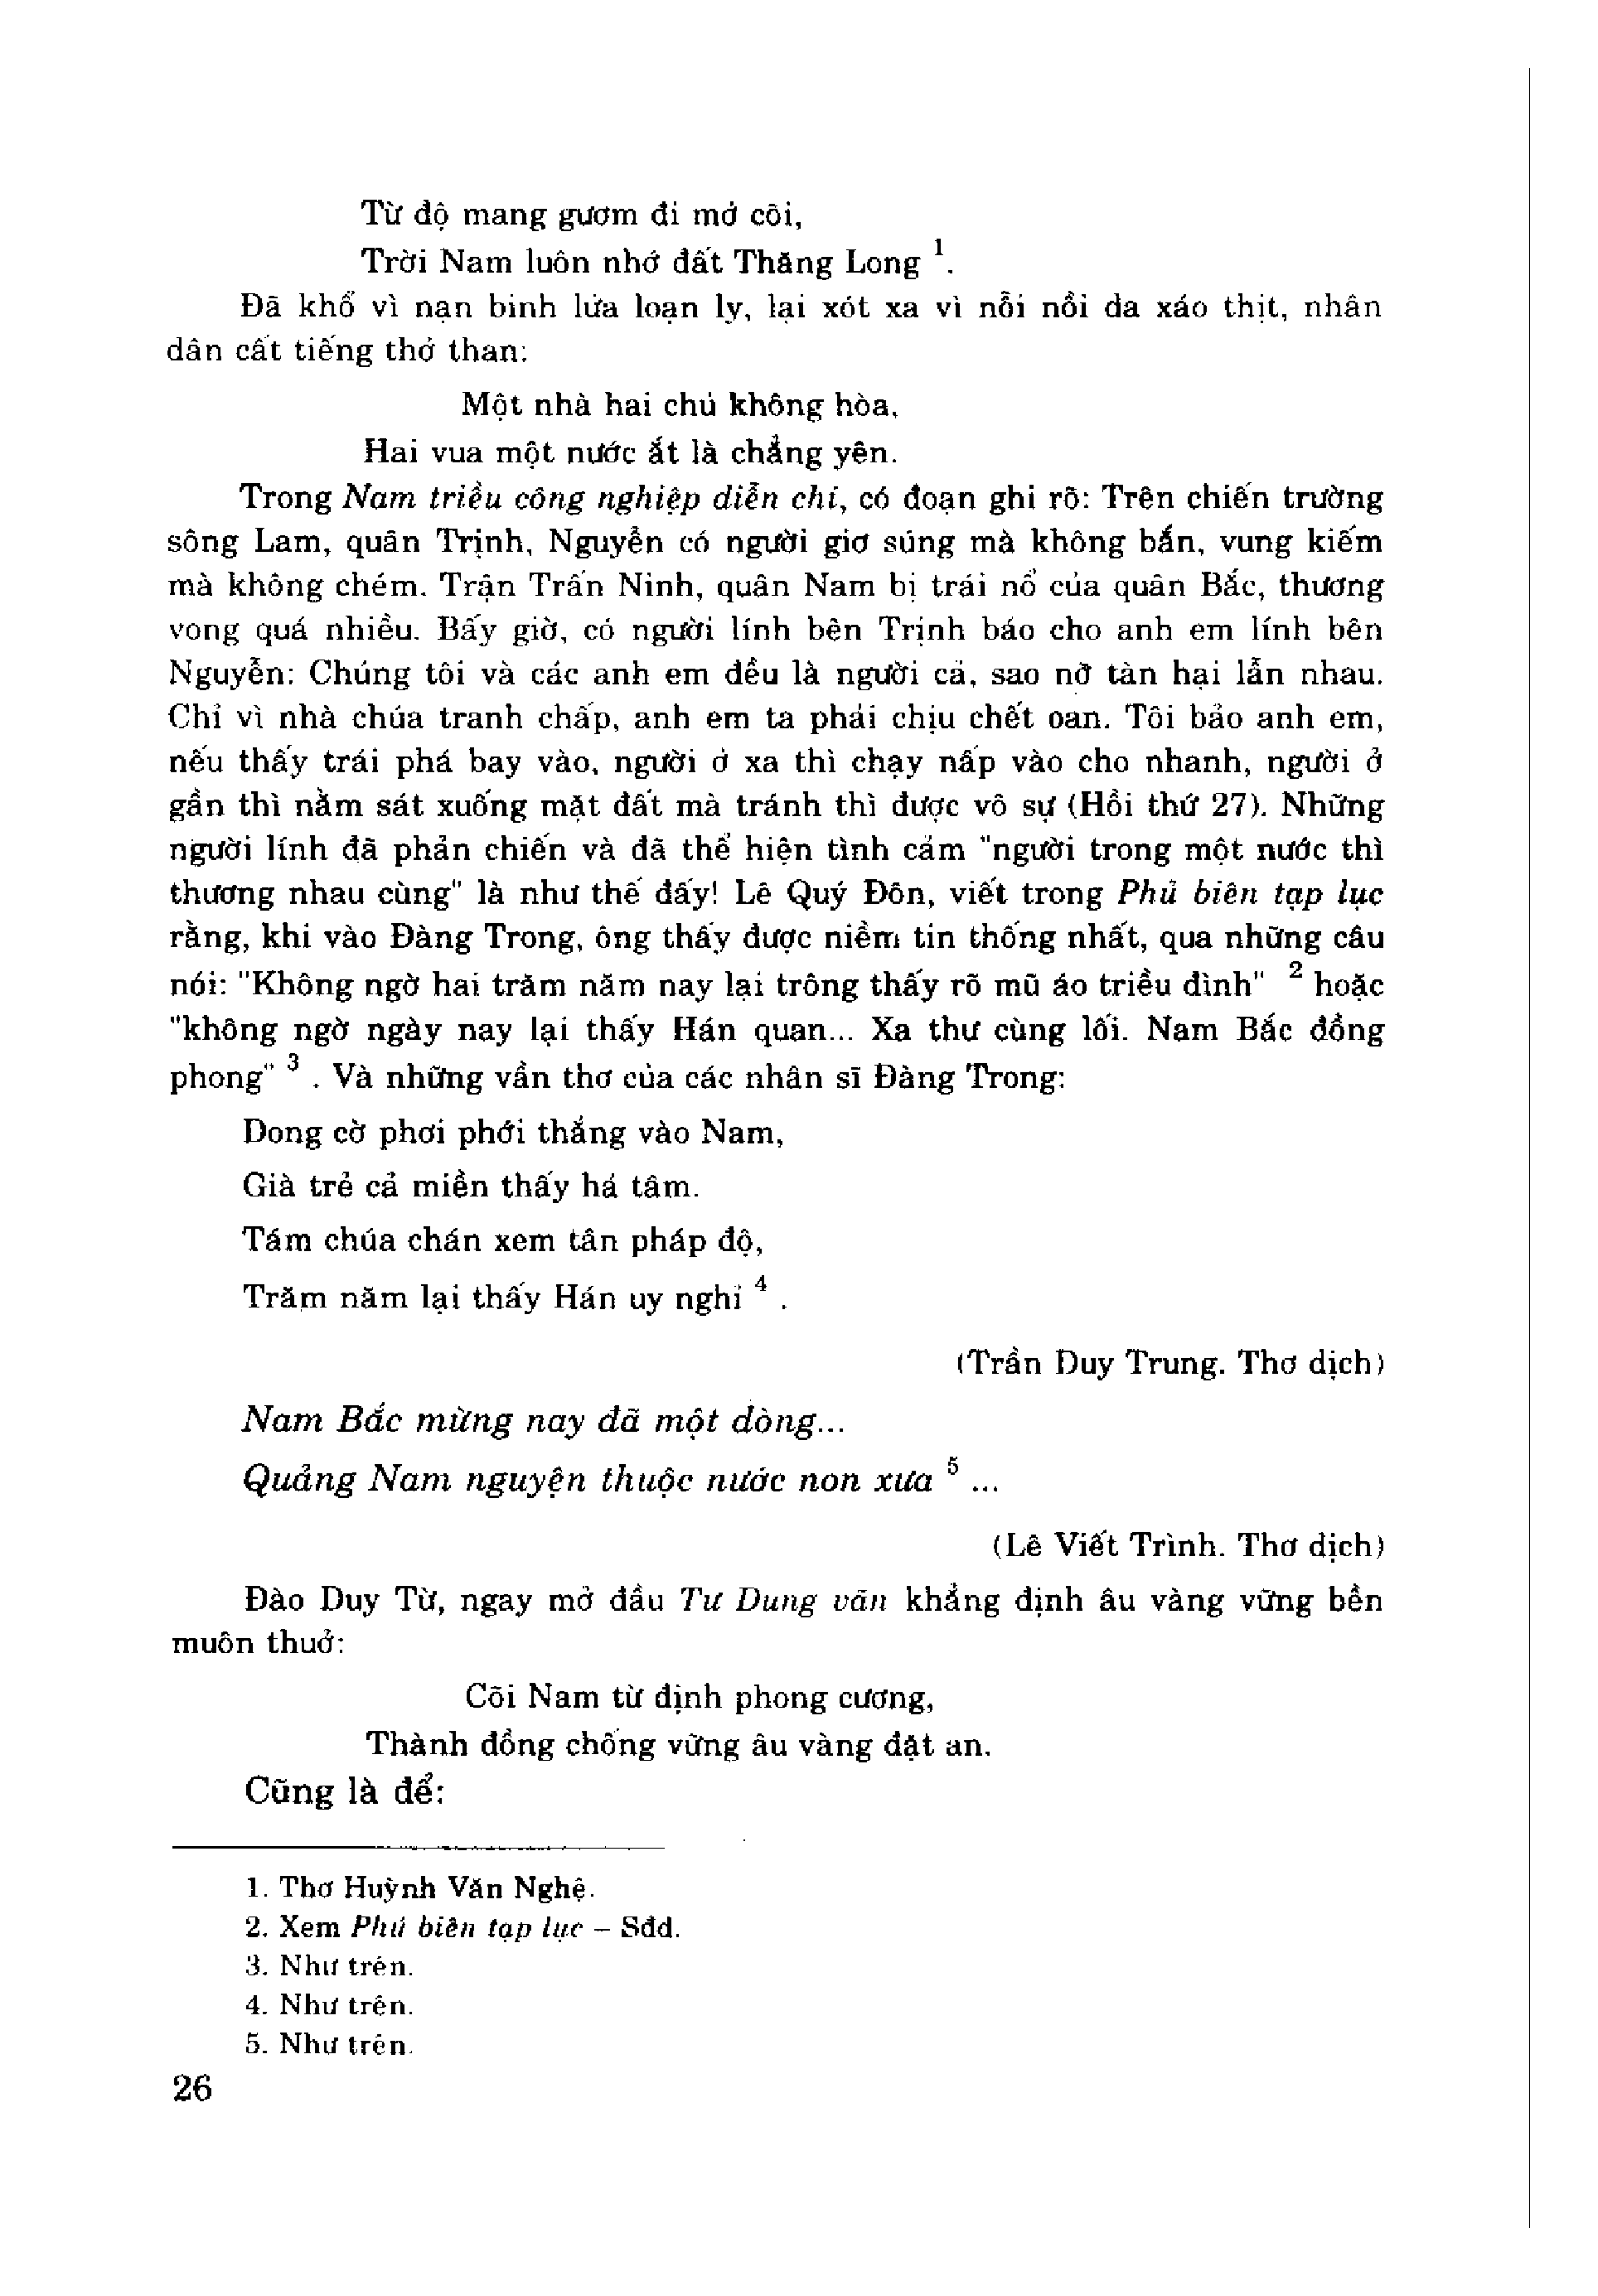 Từ độ mang gươm đi mở cõi,
Trời Nam luôn nhớ đất Thăng Long 1.
Đã khổ vì nạn binh lửa loạn ly, lại xót xa vì nỗi nồi da xáo thịt, nhân
dân cất tiếng thở than:
Một nhà hai chủ không hòa,
Hai vua một nước ắt là chẳng yên.
Trong Nam triều công nghiệp diễn chí, có đoạn ghi rõ: Trên chiến trường
sông Lam, quân Trịnh, Nguyễn có người giơ súng mà không bắn, vung kiếm
mà không chém. Trận Trấn Ninh, quân Nam bị trái nổ của quân Bắc, thương
vong quá nhiều. Bấy giờ, có người lính bên Trịnh báo cho anh em lính bên
Nguyễn: Chúng tôi và các anh em đều là người cả, sao nỡ tàn hại lẫn nhau.
Chỉ vì nhà chúa tranh chấp, anh em ta phải chịu chết oan. Tôi bảo anh em,
nếu thấy trái phá bay vào, người ở xa thì chạy nấp vào cho nhanh, người ở
gần thì nằm sát xuống mặt đất mà tránh thì được vô sự (Hồi thứ 27). Những
người lính đã phản chiến và đã thể hiện tình cảm "người trong một nước thì
thương nhau cùng" là như thế đấy! Lê Quý Đôn, viết trong Phủ biên tạp lục
rằng, khi vào Đàng Trong, ông thấy được niềm tin thống nhất, qua những câu
nói: "Không ngờ hai trăm năm nay lại trông thấy rõ mũ áo triều đình" 2 hoặc
"không ngờ ngày nay lại thấy Hán quan... Xa thư cùng lối. Nam Bắc đồng
phong" 3 . Và những vần thơ của các nhân sĩ Đàng Trong:
Dong cờ phơi phới thẳng vào Nam,
Già trẻ cả miền thấy hả tâm.
Tám chúa chán xem tân pháp độ,
Trăm năm lại thấy Hán uy nghi 4 .
(Trần Duy Trung. Thơ dịch)
Nam Bắc mừng nay đã một dòng...
Quảng Nam nguyện thuộc nước non xưa 5 ...
(Lê Viết Trình. Thơ dịch)
Đào Duy Từ, ngay mở đầu Tư Dung vãn khẳng định âu vàng vững bền
muôn thuở:
Cõi Nam từ định phong cương,
Thành đồng chống vững âu vàng đặt an.
Cũng là để:
1. Thơ Huỳnh Văn Nghệ.
2. Xem Phủ biên tạp lục – Sđd.
3. Như trên.
4. Như trên.
5. Như trên.
26